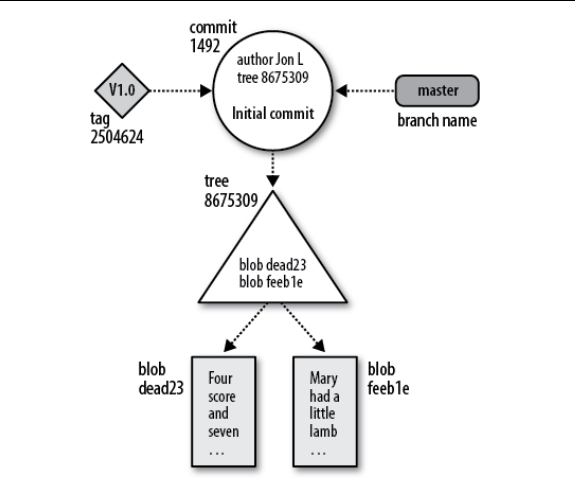 commit
1492
author Jon L
tree 8675309
Initial commit
V1.0
tag
2504624
master
branch name
tree
8675309
blob dead23
blob feeb1e
blob
dead23
Four
score
and
seven
...
Mary
had a
little
lamb
...
blob
feeb1e